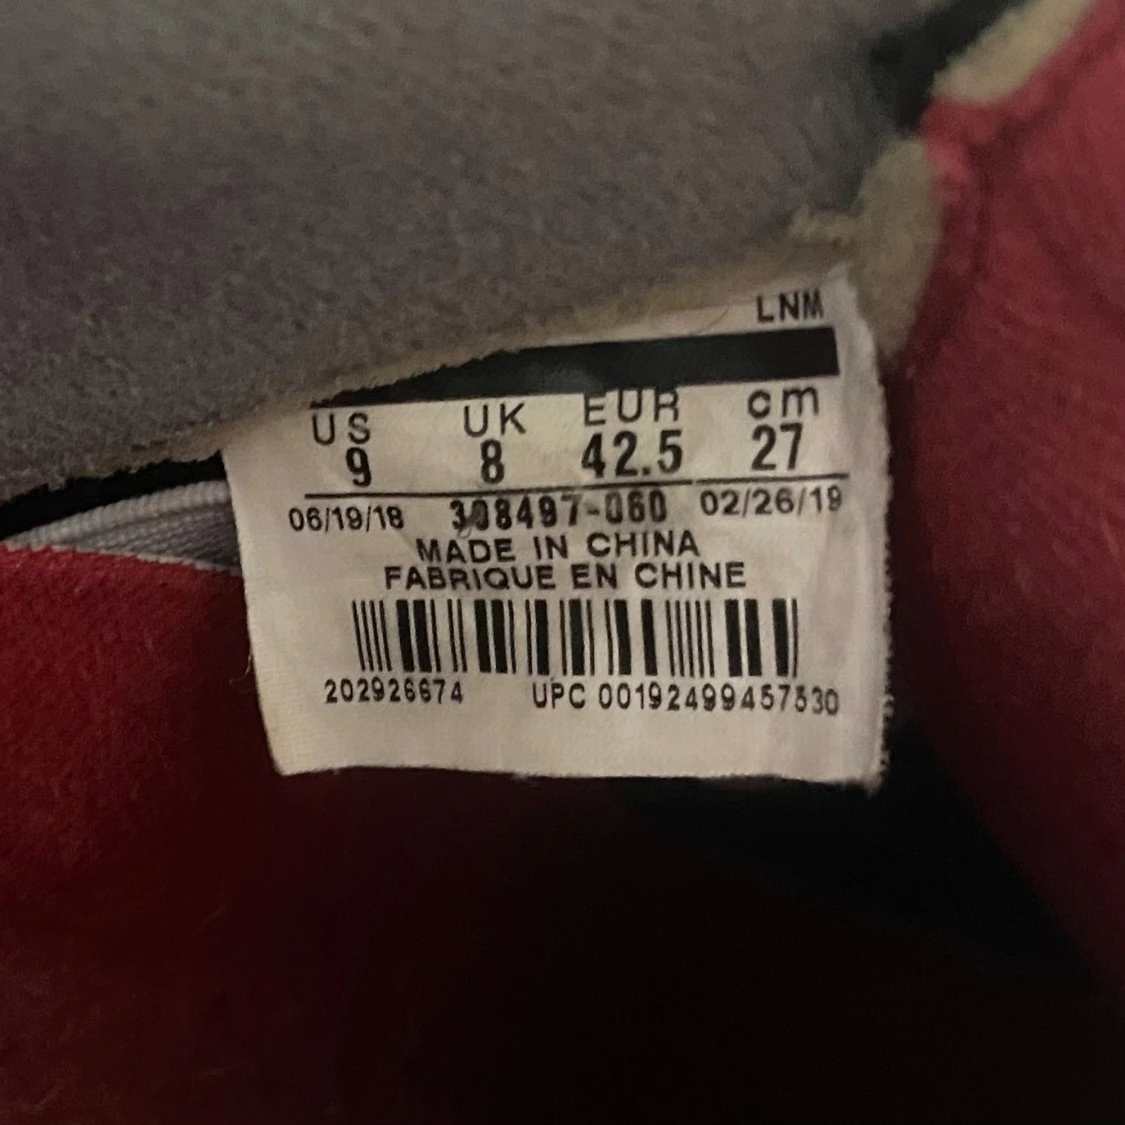 LNM
US UK EUR cm
9 8 42.5 27
06/19/18 308497-060 02/26/19
MADE IN CHINA
FABRIQUE EN CHINE
202926674 UPC 00192499457530